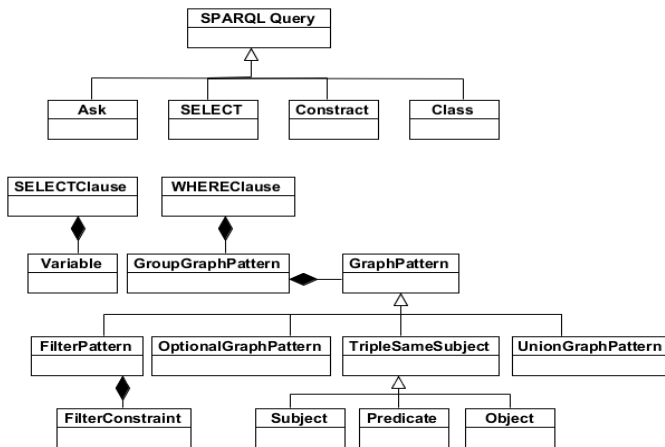 SPARQL Query
Ask
SELECT
Constract
Class
SELECTClause
WHEREClause
Variable
GroupGraphPattern
GraphPattern
FilterPattern
OptionalGraphPattern
TripleSameSubject
UnionGraphPattern
FilterConstraint
Subject
Predicate
Object